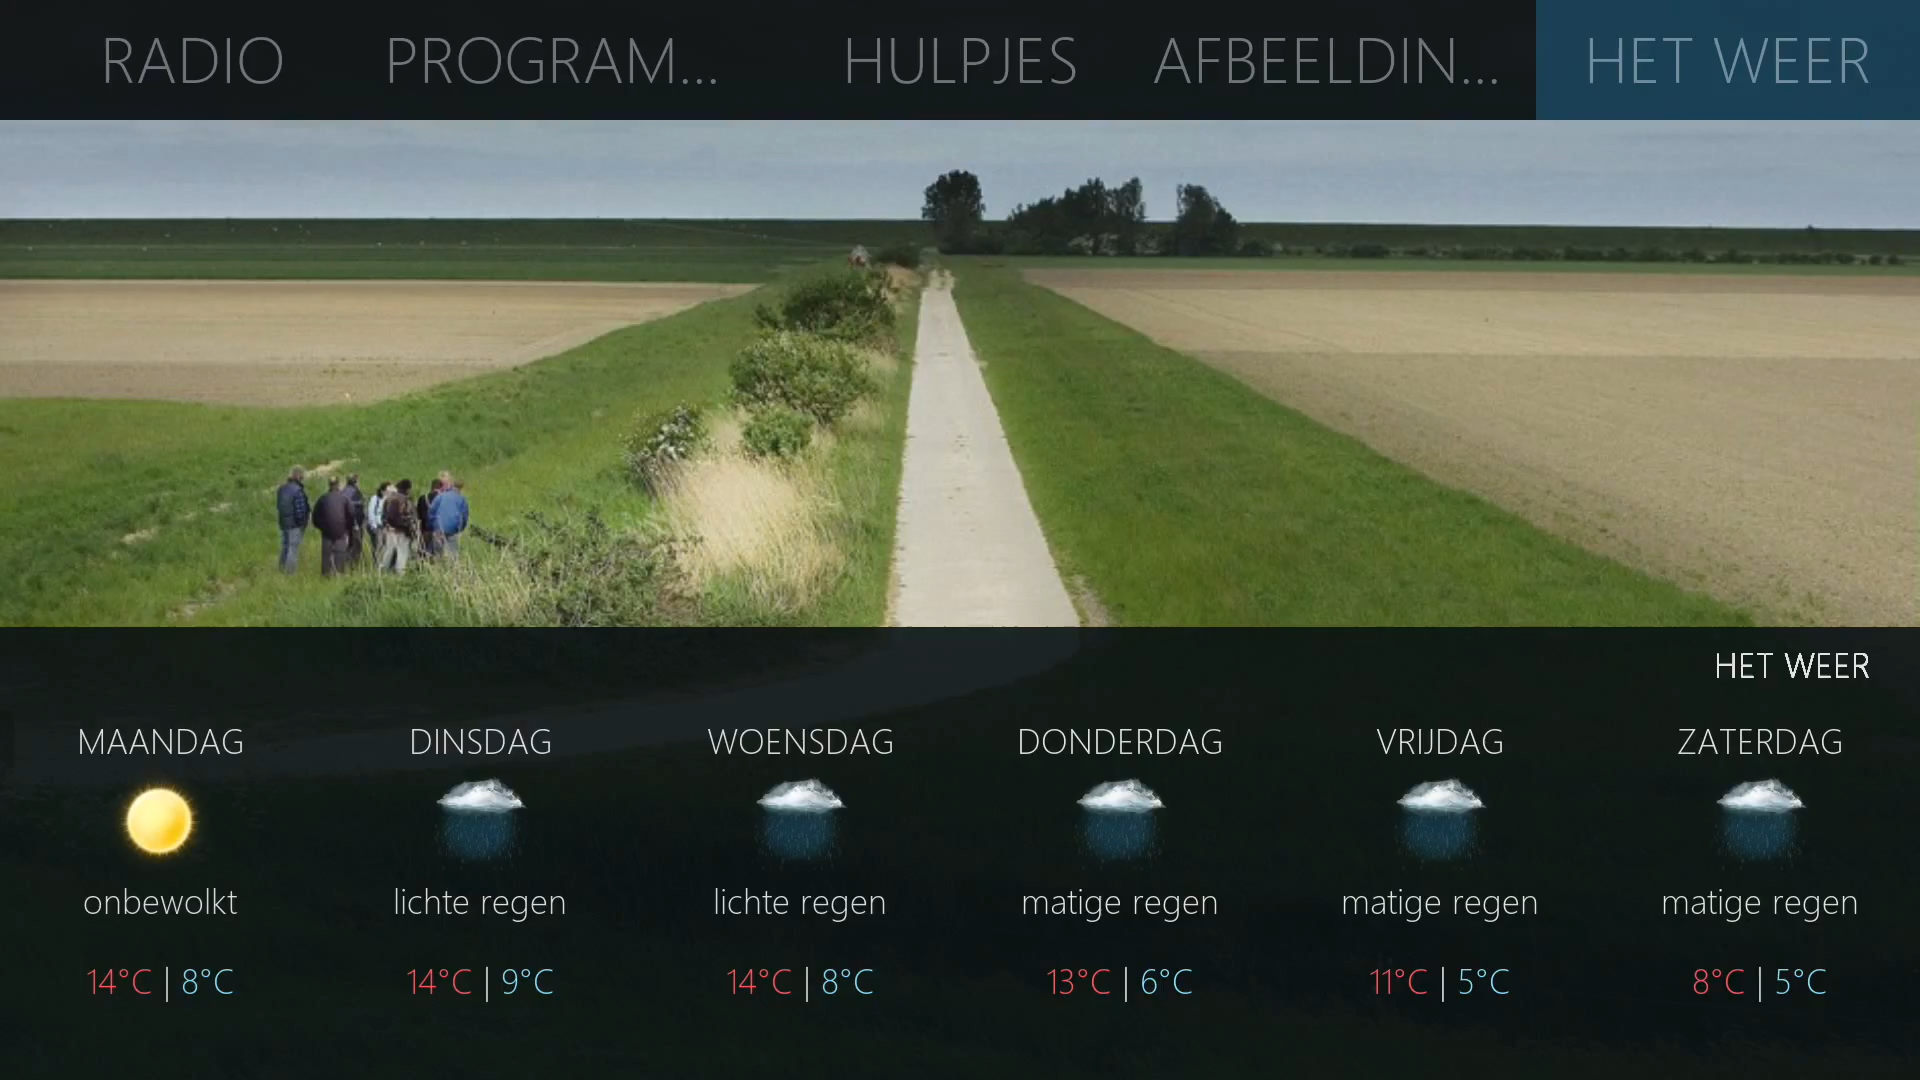 RADIO PROGRAM... HULPJES AFBEELDIN... HET WEER
HET WEER
MAANDAG DINSDAG WOENSDAG DONDERDAG VRIJDAG ZATERDAG
onbewolkt lichte regen lichte regen matige regen matige regen matige regen
14°C | 8°C 14°C | 9°C 14°C | 8°C 13°C | 6°C 11°C | 5°C 8°C | 5°C